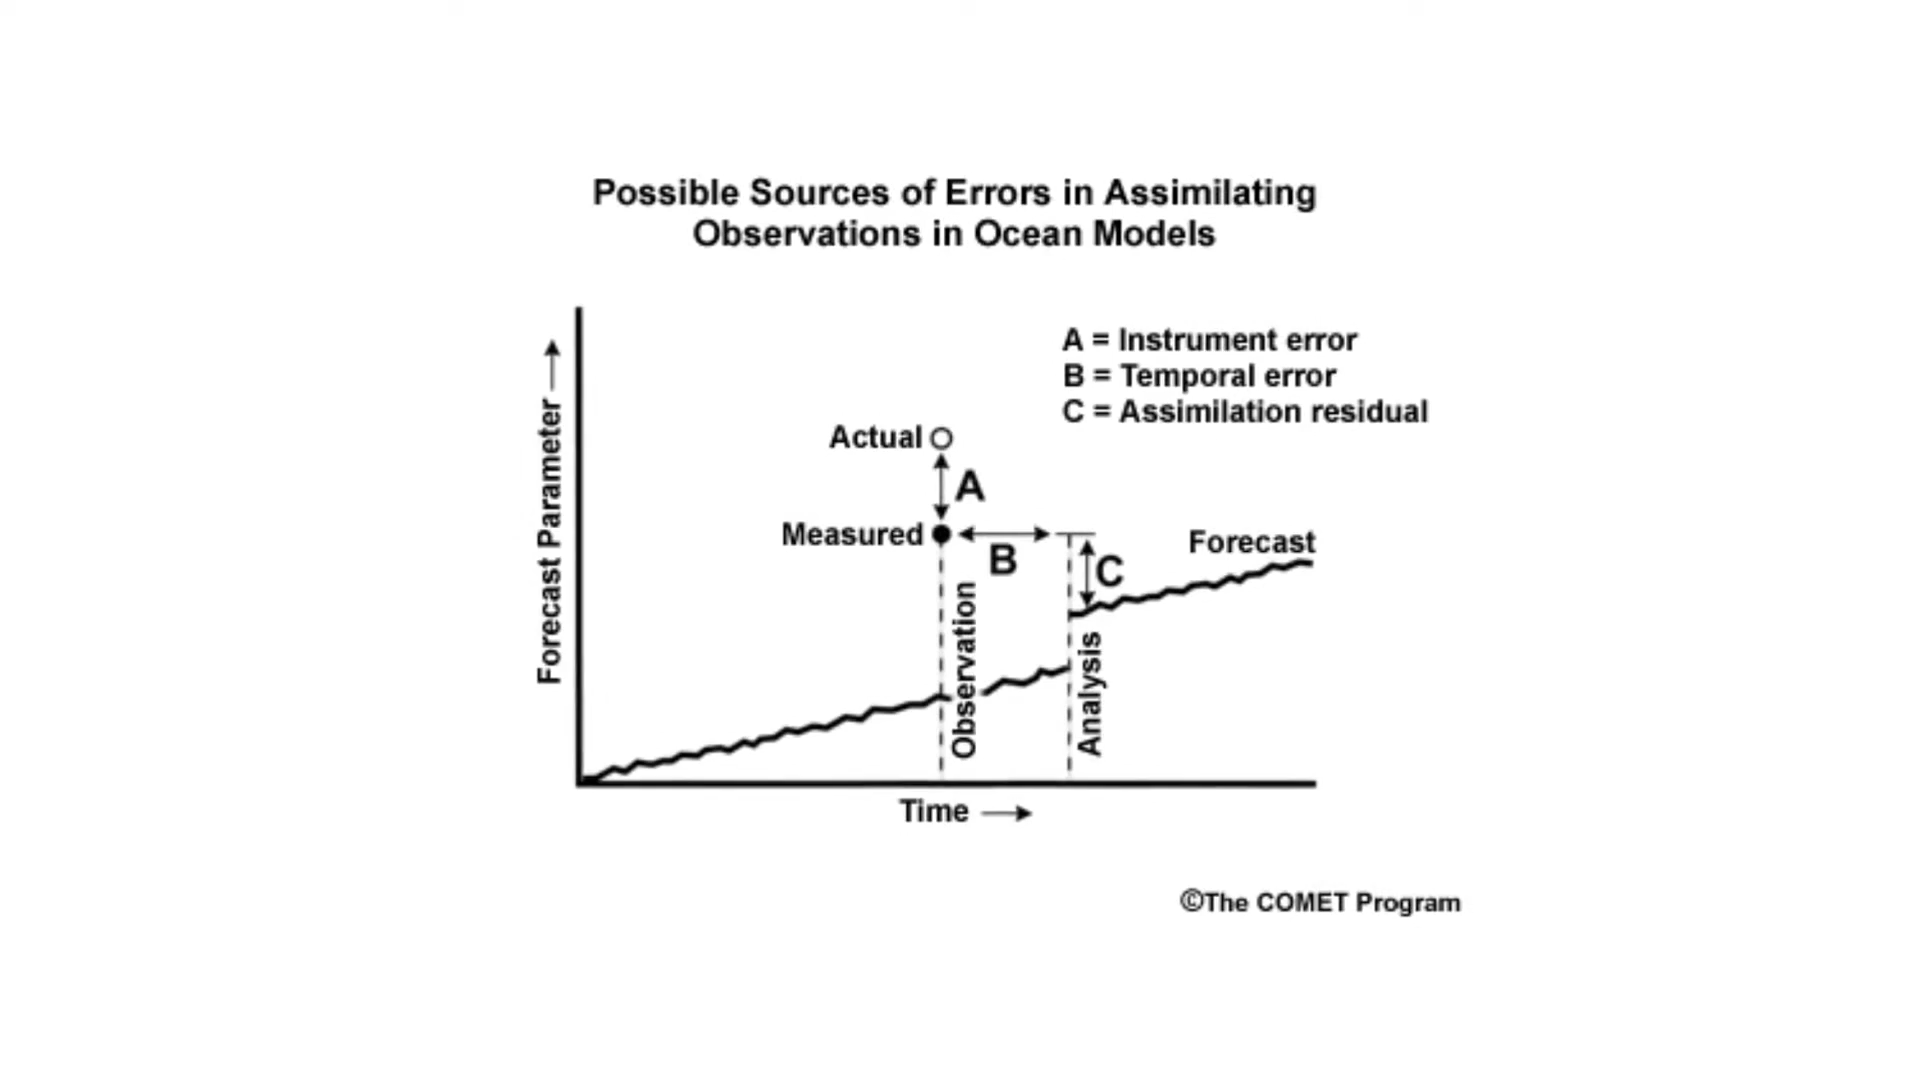 Possible Sources of Errors in Assimilating
Observations in Ocean Models
A = Instrument error
B = Temporal error
C = Assimilation residual
Actual
A
Measured
B
C
Forecast
Forecast Parameter
Observation
Analysis
Time
©The COMET Program